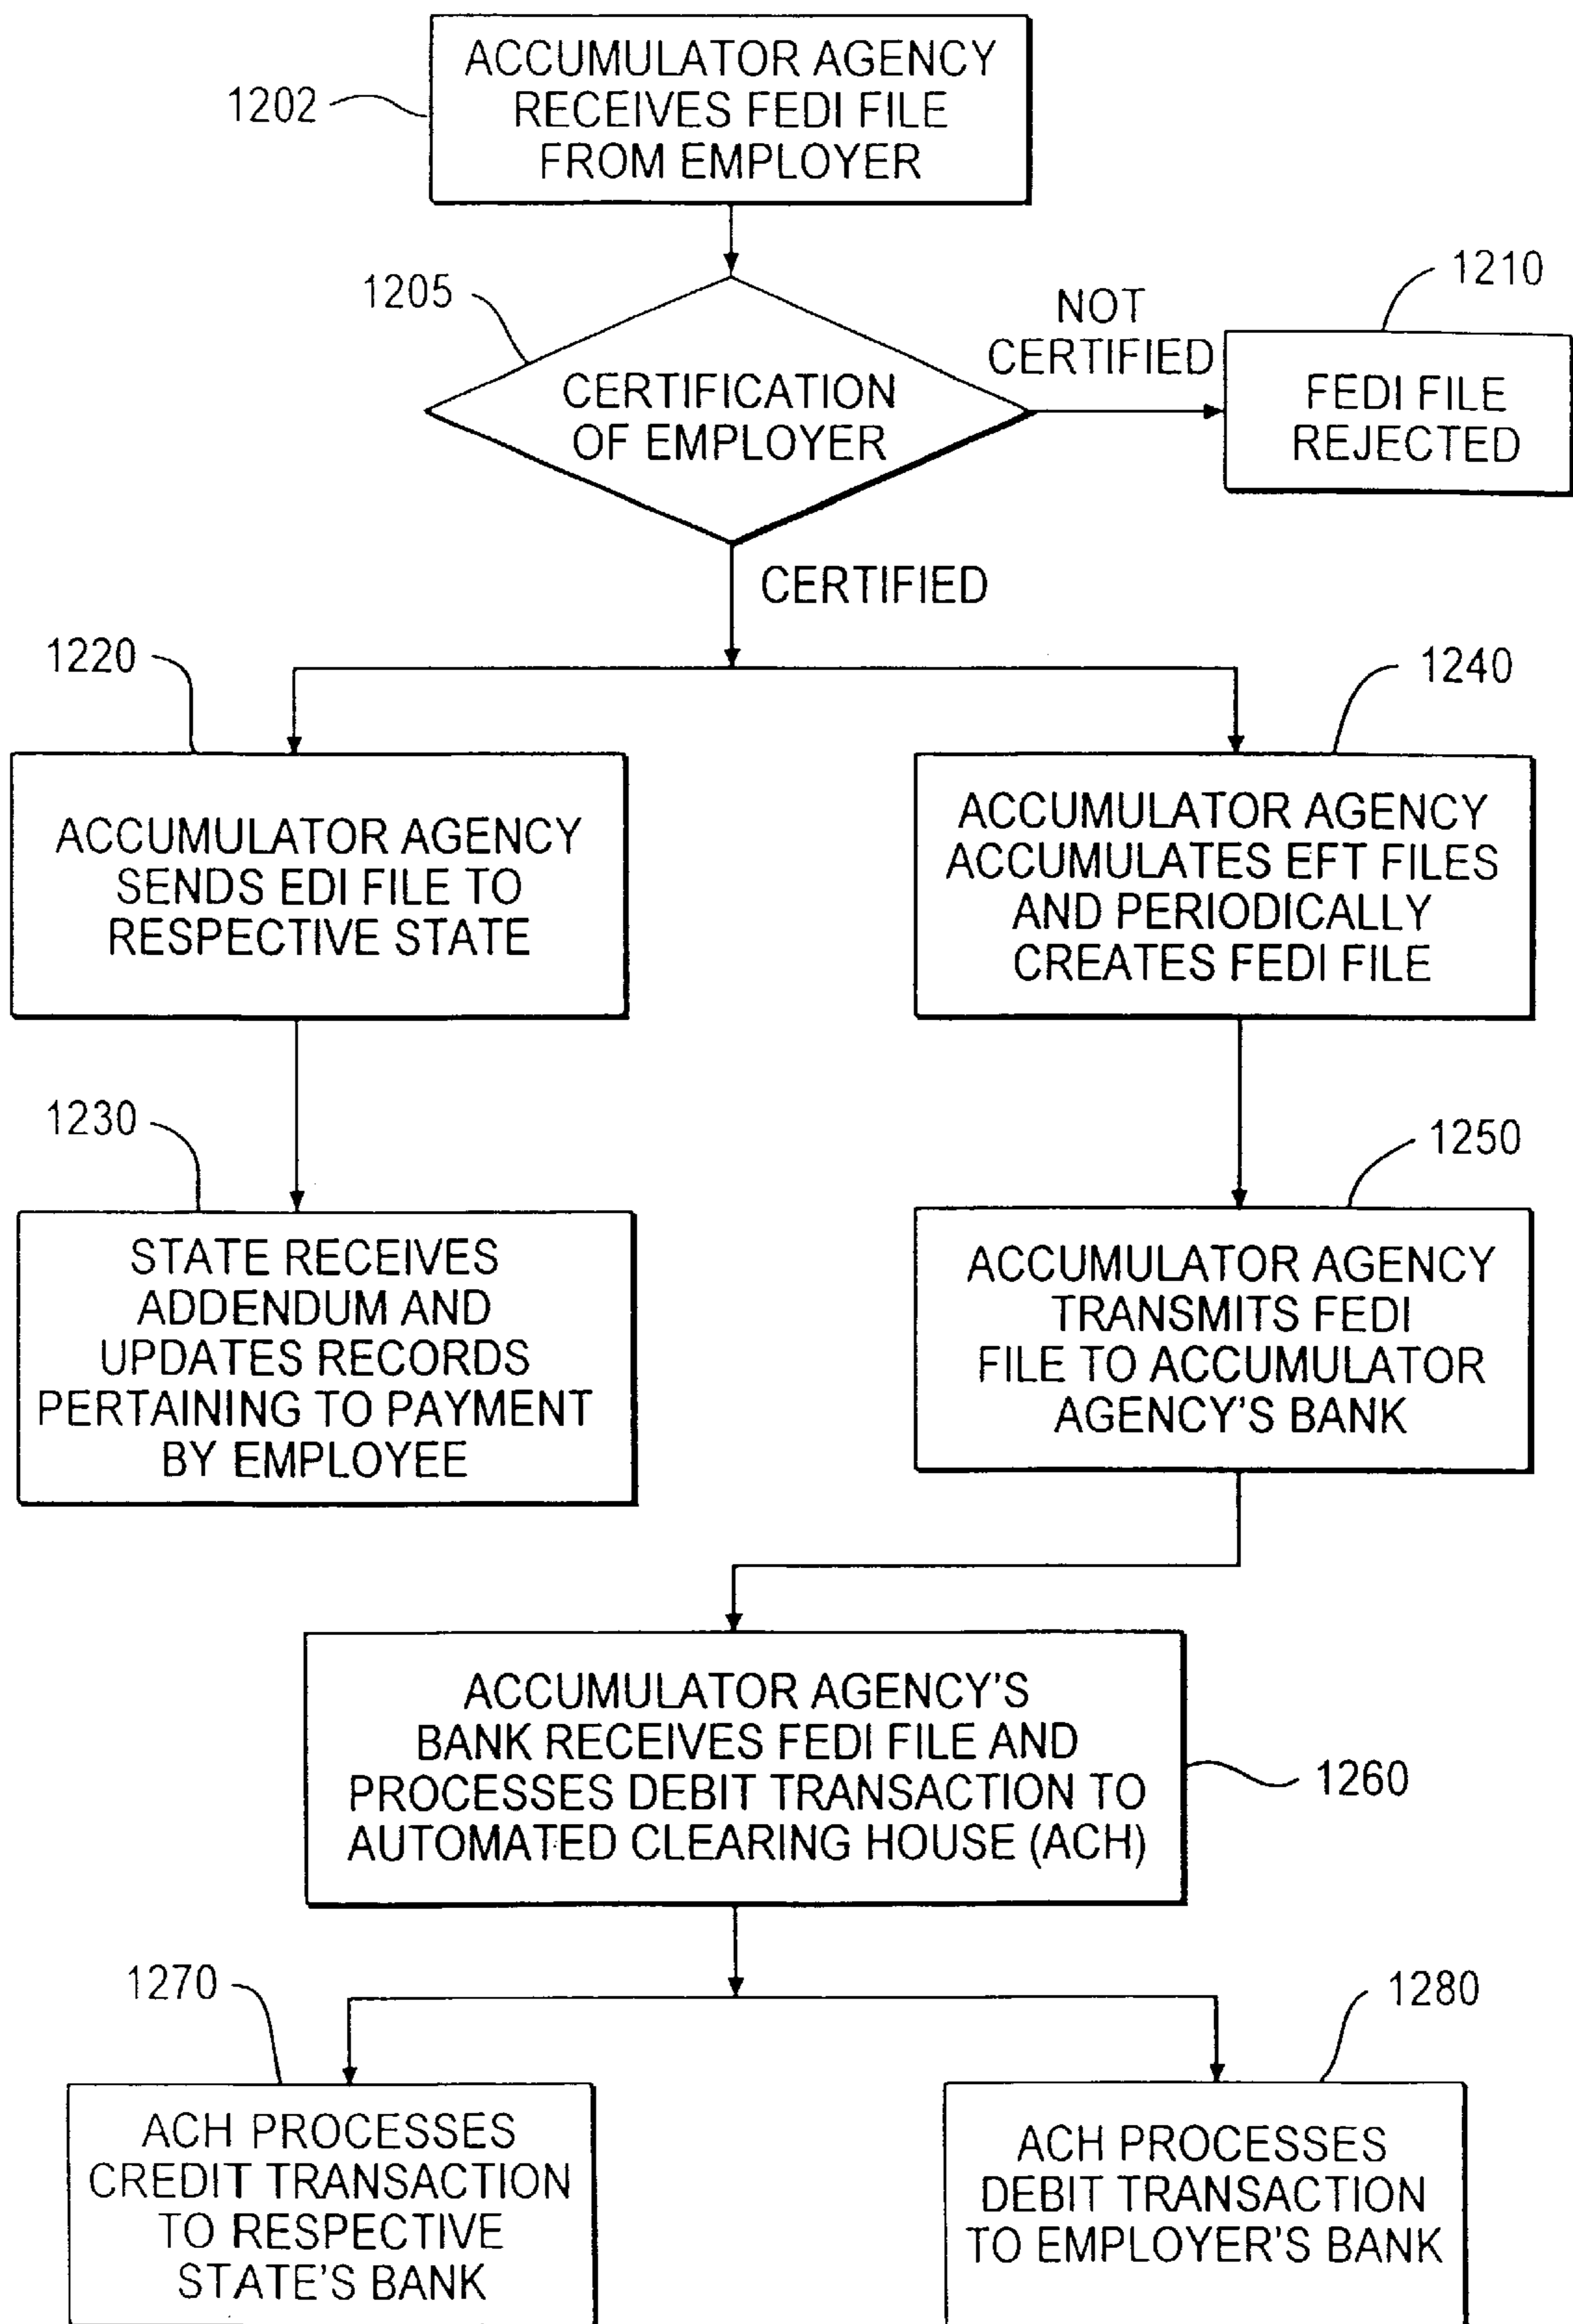 ACCUMULATOR AGENCY
RECEIVES FEDI FILE
FROM EMPLOYER
1202
1205
CERTIFICATION
OF EMPLOYER
NOT
CERTIFIED
1210
FEDI FILE
REJECTED
CERTIFIED
1220
ACCUMULATOR AGENCY
SENDS EDI FILE TO
RESPECTIVE STATE
1240
ACCUMULATOR AGENCY
ACCUMULATES EFT FILES
AND PERIODICALLY
CREATES FEDI FILE
1230
STATE RECEIVES
ADDENDUM AND
UPDATES RECORDS
PERTAINING TO PAYMENT
BY EMPLOYEE
1250
ACCUMULATOR AGENCY
TRANSMITS FEDI
FILE TO ACCUMULATOR
AGENCY'S BANK
ACCUMULATOR AGENCY'S
BANK RECEIVES FEDI FILE AND
PROCESSES DEBIT TRANSACTION TO
AUTOMATED CLEARING HOUSE (ACH)
1260
1270
ACH PROCESSES
CREDIT TRANSACTION
TO RESPECTIVE
STATE'S BANK
1280
ACH PROCESSES
DEBIT TRANSACTION
TO EMPLOYER'S BANK